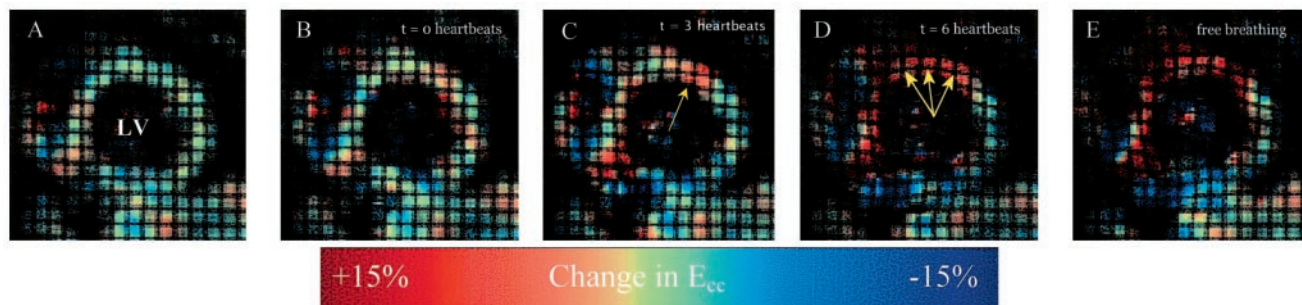 A
LV
B
t = 0 heartbeats
C
t = 3 Heartbeats
D
t = 6 heartbeats
E
free breathing
+15%
Change in Ecc
-15%